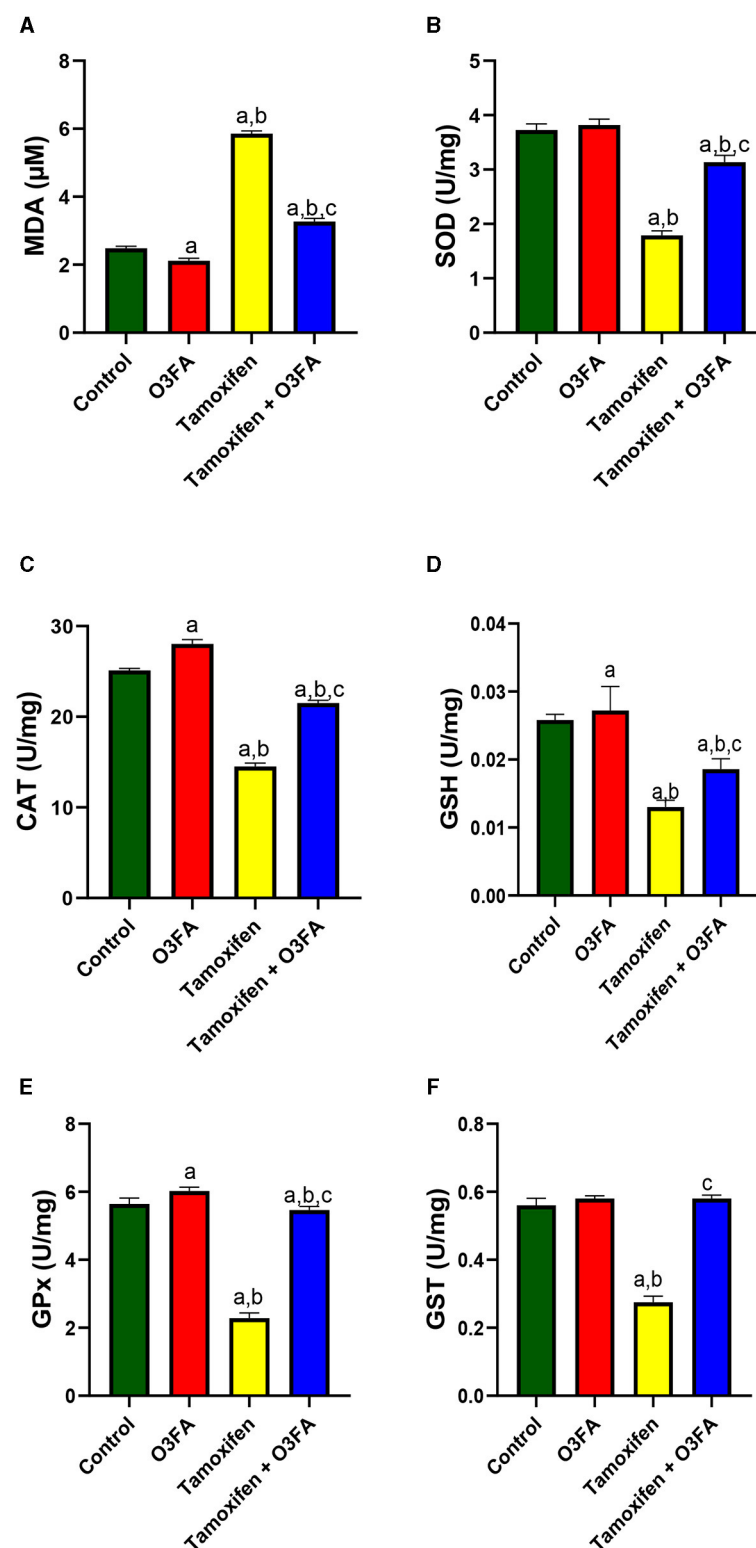 A
MDA (µM)
8
6
4
2
0
a
a,b
a,b,c
Control
O3FA
Tamoxifen
Tamoxifen + O3FA
B
SOD (U/mg)
5
4
3
2
1
0
a,b
a,b,c
Control
O3FA
Tamoxifen
Tamoxifen + O3FA
C
CAT (U/mg)
30
20
10
0
a
a,b
a,b,c
Control
O3FA
Tamoxifen
Tamoxifen + O3FA
D
GSH (U/mg)
0.04
0.03
0.02
0.01
0.00
a
a,b
a,b,c
Control
O3FA
Tamoxifen
Tamoxifen + O3FA
E
GPx (U/mg)
8
6
4
2
0
a
a,b
a,b,c
Control
O3FA
Tamoxifen
Tamoxifen + O3FA
F
GST (U/mg)
0.8
0.6
0.4
0.2
0.0
a,b
c
Control
O3FA
Tamoxifen
Tamoxifen + O3FA